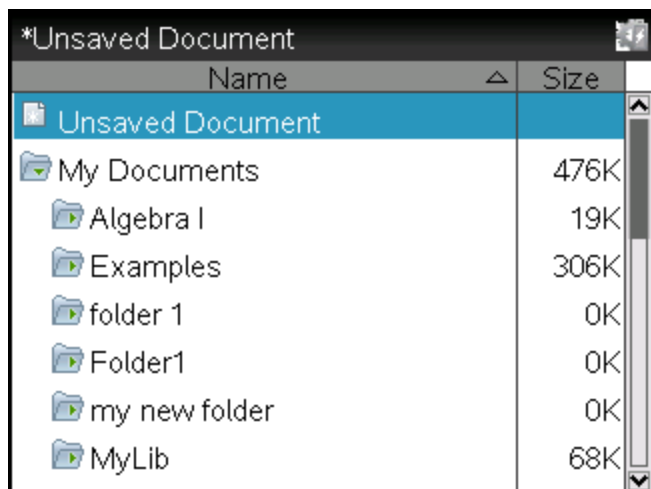 *Unsaved Document
Name Size
Unsaved Document
My Documents 476K
Algebra I 19K
Examples 306K
folder 1 0K
Folder1 0K
my new folder 0K
MyLib 68K